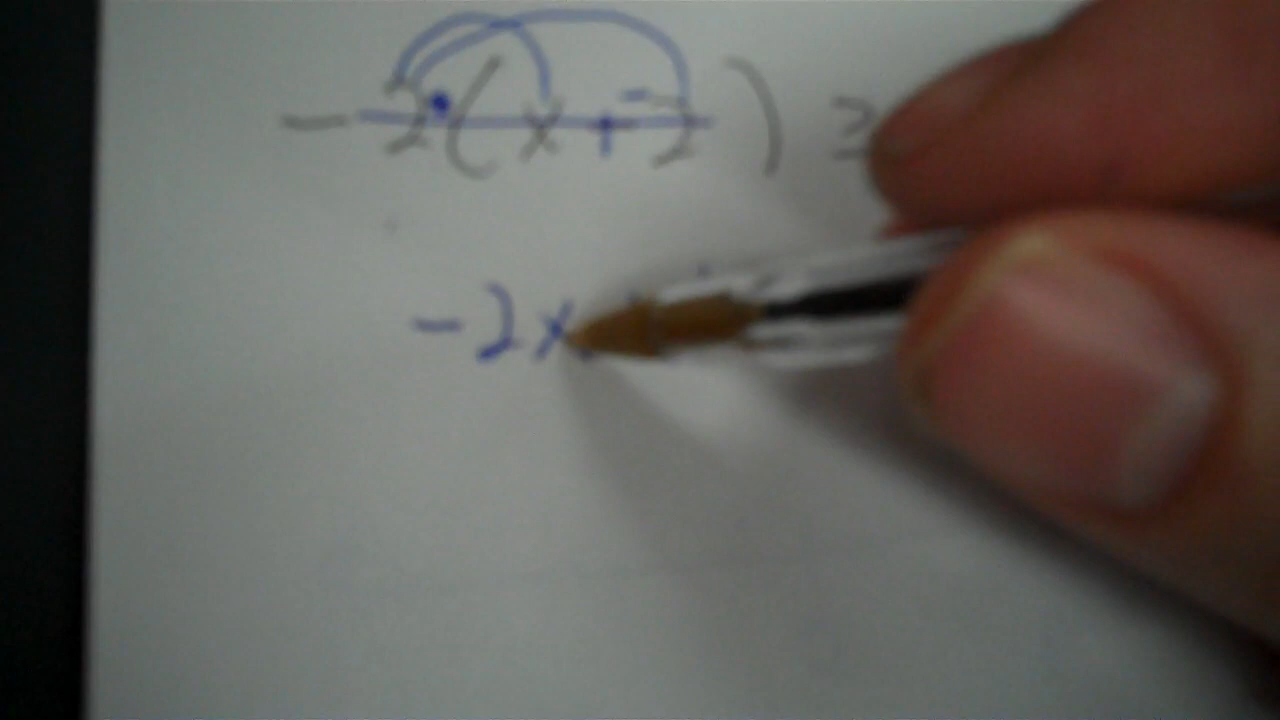 -2(x + -2) =
-2x